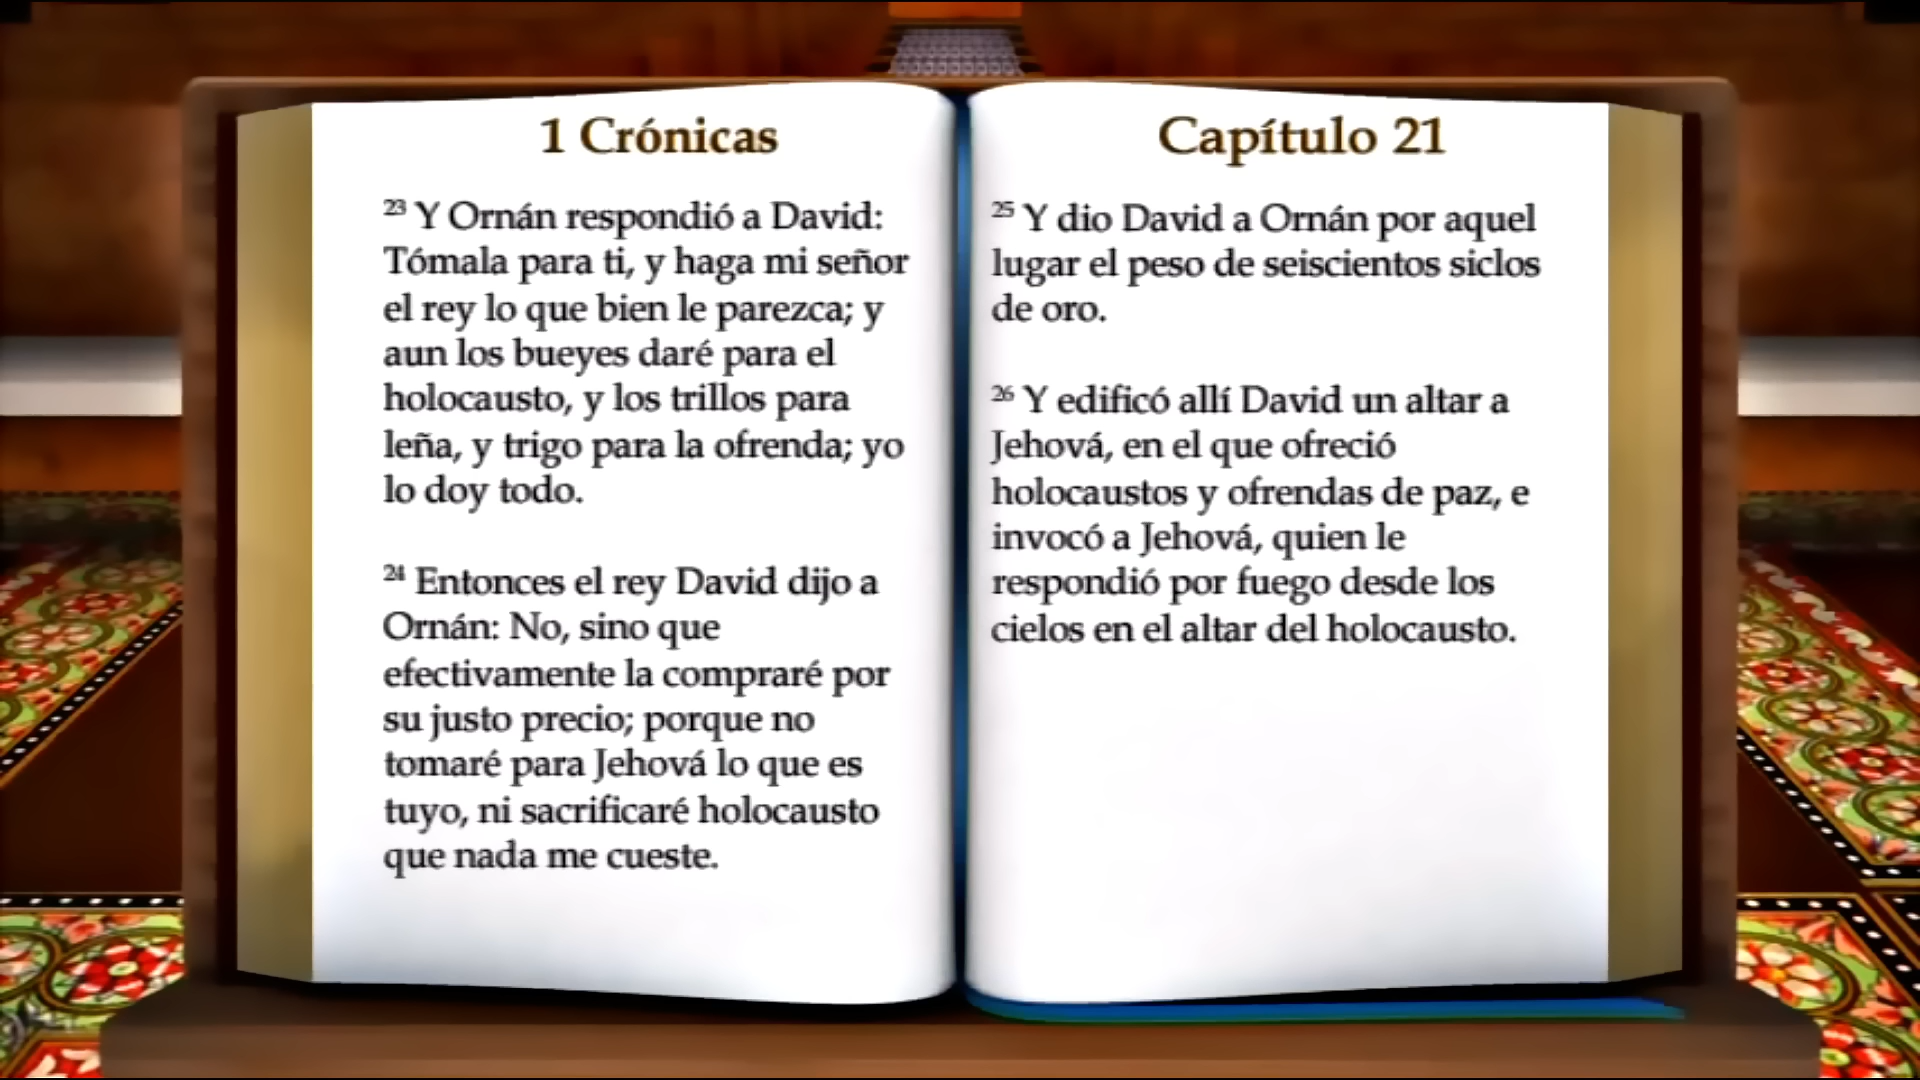 1 Crónicas
23 Y Ornán respondió a David:
Tómala para ti, y haga mi señor
el rey lo que bien le parezca; y
aun los bueyes daré para el
holocausto, y los trillos para
leña, y trigo para la ofrenda; yo
lo doy todo.
24 Entonces el rey David dijo a
Ornán: No, sino que
efectivamente la compraré por
su justo precio; porque no
tomaré para Jehová lo que es
tuyo, ni sacrificaré holocausto
que nada me cueste.
Capítulo 21
25 Y dio David a Ornán por aquel
lugar el peso de seiscientos siclos
de oro.
26 Y edificó allí David un altar a
Jehová, en el que ofreció
holocaustos y ofrendas de paz, e
invocó a Jehová, quien le
respondió por fuego desde los
cielos en el altar del holocausto.